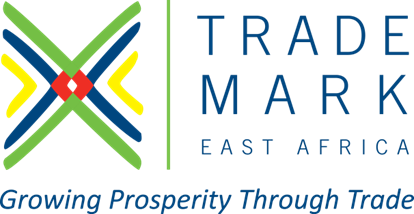 TRADE
MARK
EAST AFRICA
Growing Prosperity Through Trade